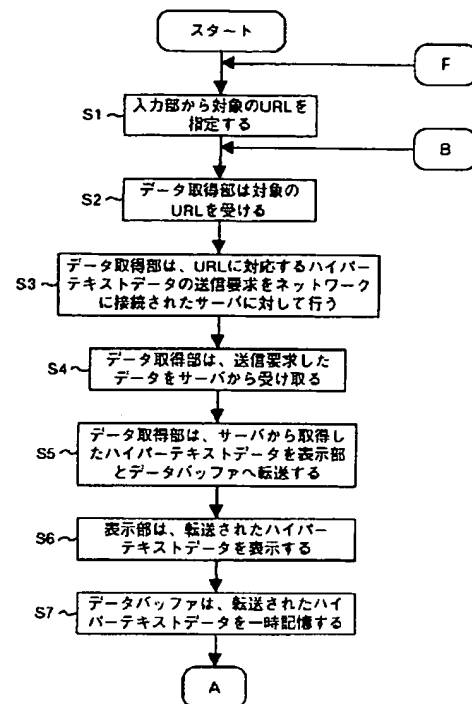 スタート
F
S1 入力部から対象のURLを
指定する
B
S2 データ取得部は対象の
URLを受ける
データ取得部は、URLに対応するハイパー
S3 テキストデータの送信要求をネットワーク
に接続されたサーバに対して行う
S4 データ取得部は、送信要求した
データをサーバから受け取る
データ取得部は、サーバから取得し
S5 たハイパーテキストデータを表示部
とデータバッファへ転送する
S6 表示部は、転送されたハイパー
テキストデータを表示する
S7 データバッファは、転送されたハイ
パーテキストデータを一時記憶する
A